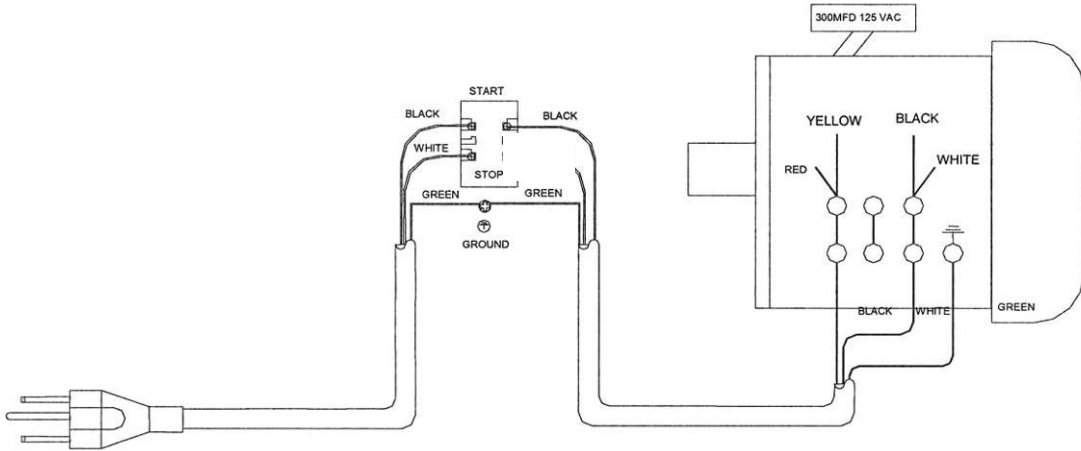 300MFD 125 VAC
START
BLACK
BLACK
WHITE
STOP
GREEN
GREEN
GROUND
YELLOW
BLACK
RED
WHITE
BLACK
WHITE
GREEN